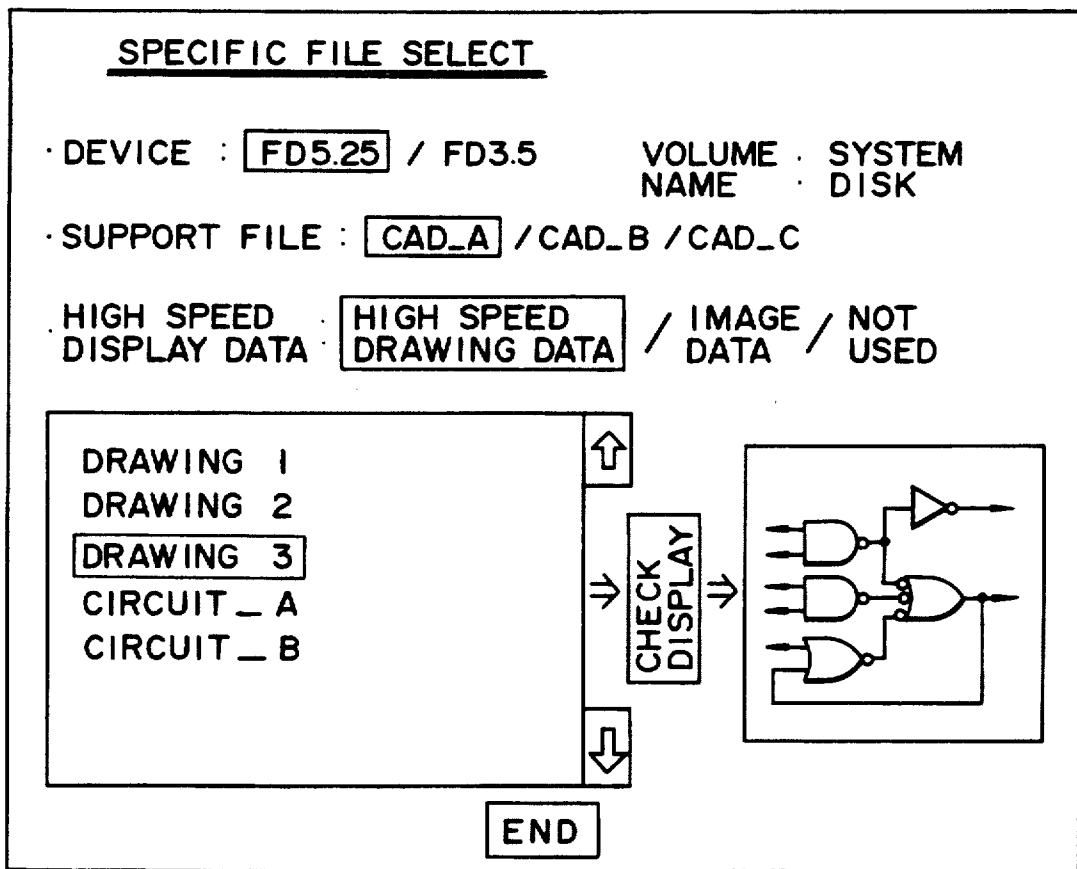 SPECIFIC FILE SELECT
· DEVICE : FD5.25 / FD3.5
VOLUME · SYSTEM
NAME · DISK
· SUPPORT FILE : CAD_A / CAD_B / CAD_C
· HIGH SPEED DISPLAY DATA · HIGH SPEED DRAWING DATA / IMAGE DATA / NOT USED
DRAWING 1
DRAWING 2
DRAWING 3
CIRCUIT_A
CIRCUIT_B
CHECK
DISPLAY
END